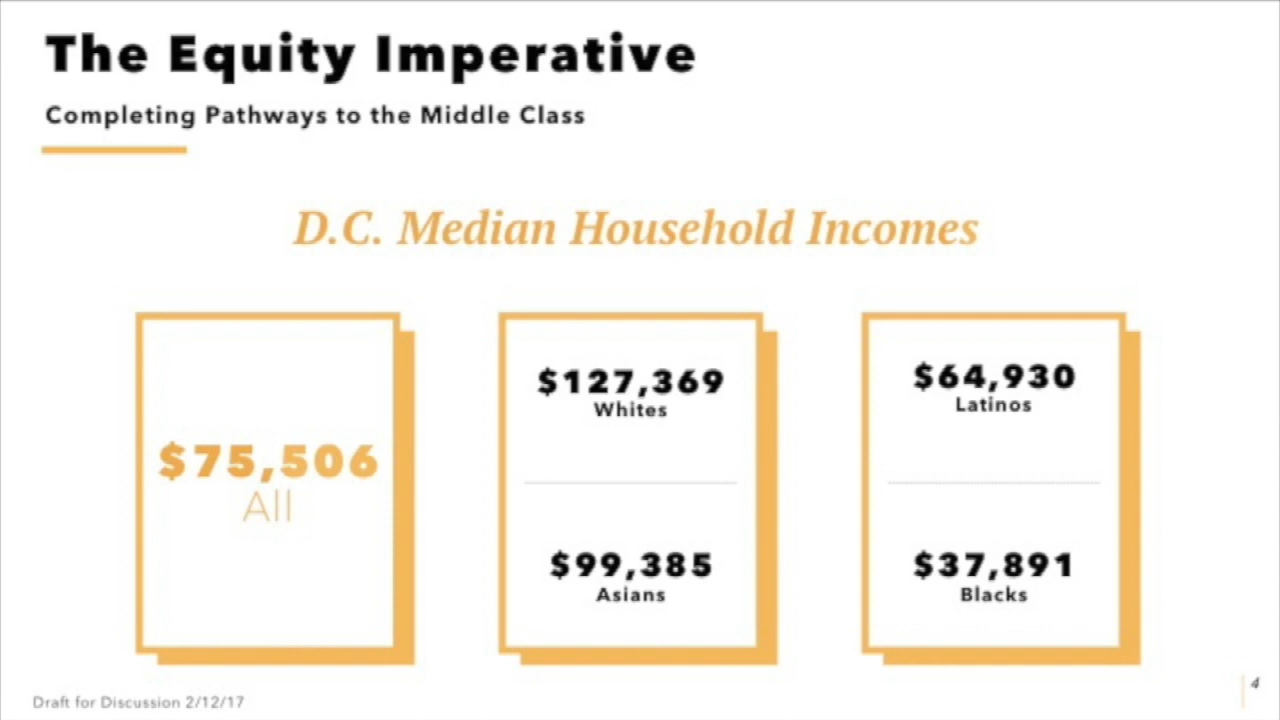 The Equity Imperative
Completing Pathways to the Middle Class
D.C. Median Household Incomes
$75,506
All
$127,369
Whites
$99,385
Asians
$64,930
Latinos
$37,891
Blacks
Draft for Discussion 2/12/17
4